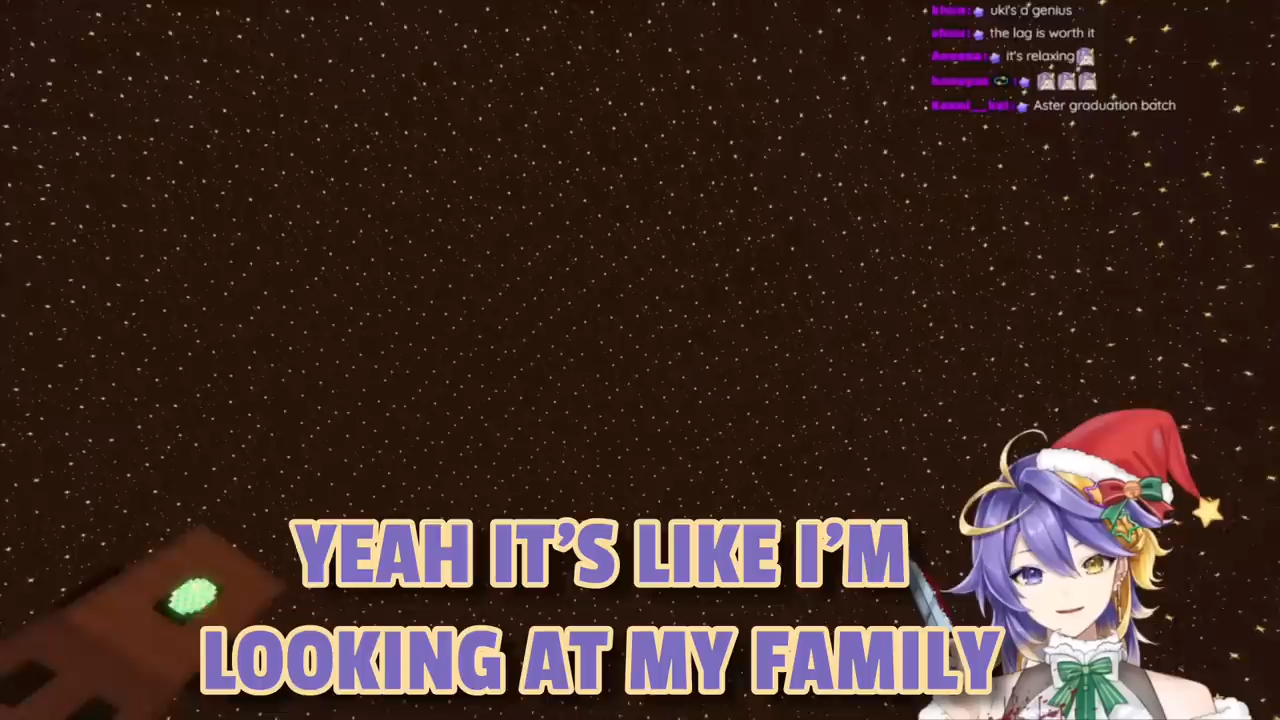 uki's a genius
the lag is worth it
it's relaxing
Aster graduation batch
YEAH IT'S LIKE I'M
LOOKING AT MY FAMILY